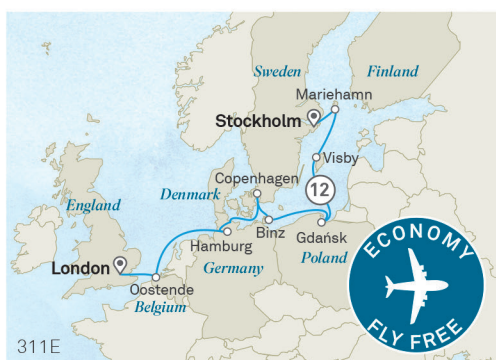 Sweden
Finland
Mariehamn
Stockholm
Visby
Copenhagen
12
Denmark
England
Binz
Gdańsk
Hamburg
Poland
London
Germany
Oostende
Belgium
ECONOMY
FLY FREE
311E